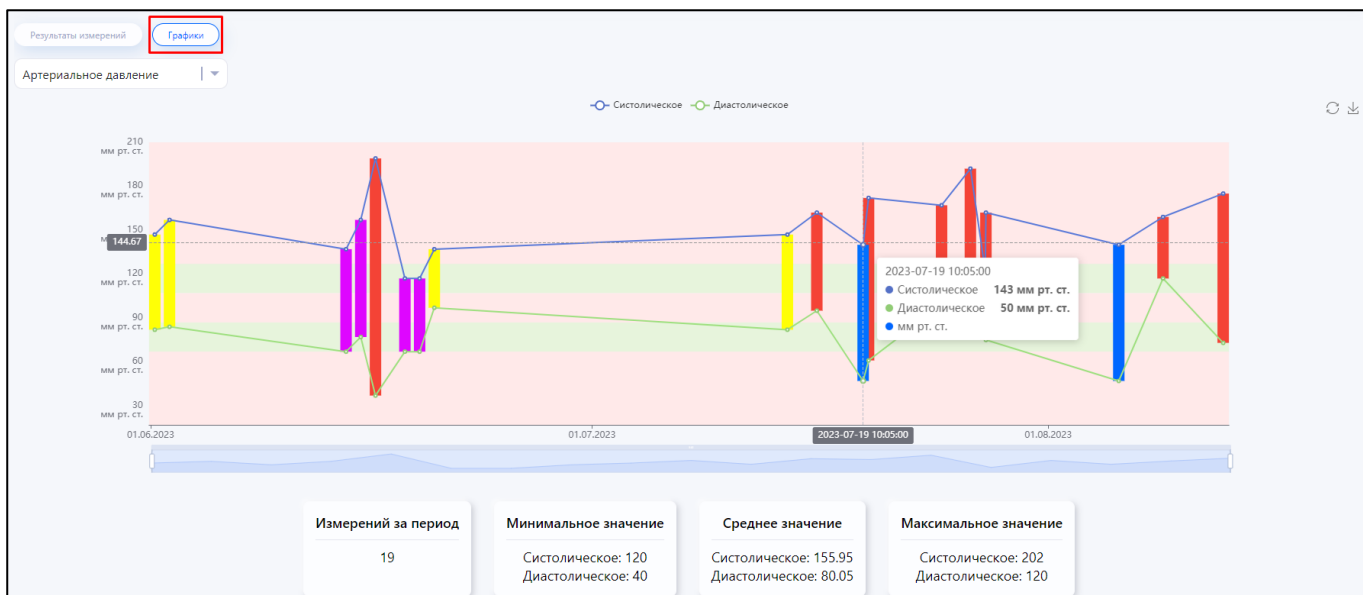 Результаты измерений
Графики
Артериальное давление
Систолическое Диастолическое
210
мм рт. ст.
180
мм рт. ст.
150
144.67
120
мм рт. ст.
90
мм рт. ст.
60
мм рт. ст.
30
мм рт. ст.
2023-07-19 10:05:00
Систолическое 143 мм рт. ст.
Диастолическое 50 мм рт. ст.
мм рт. ст.
01.06.2023 01.07.2023 2023-07-19 10:05:00 01.08.2023
Измерений за период
19
Минимальное значение
Систолическое: 120
Диастолическое: 40
Среднее значение
Систолическое: 155.95
Диастолическое: 80.05
Максимальное значение
Систолическое: 202
Диастолическое: 120